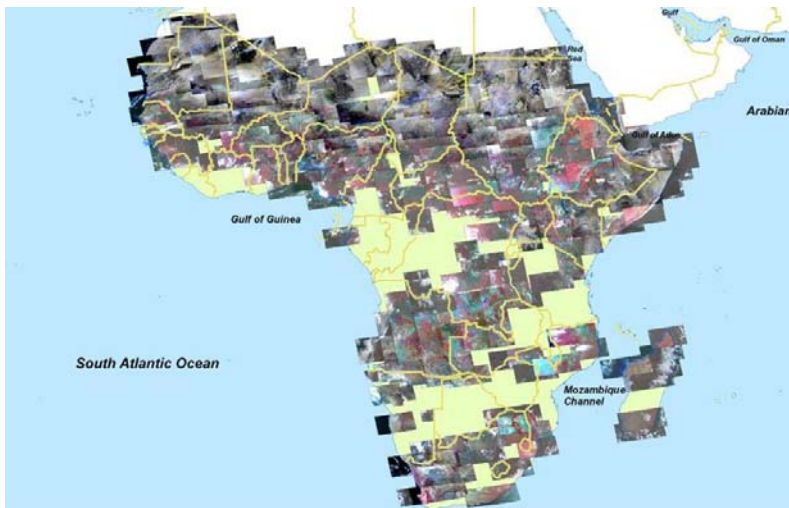 Gulf
Gulf of Oman
Red
Sea
Arabian
Gulf of Aden
Gulf of Guinea
South Atlantic Ocean
Mozambique
Channel